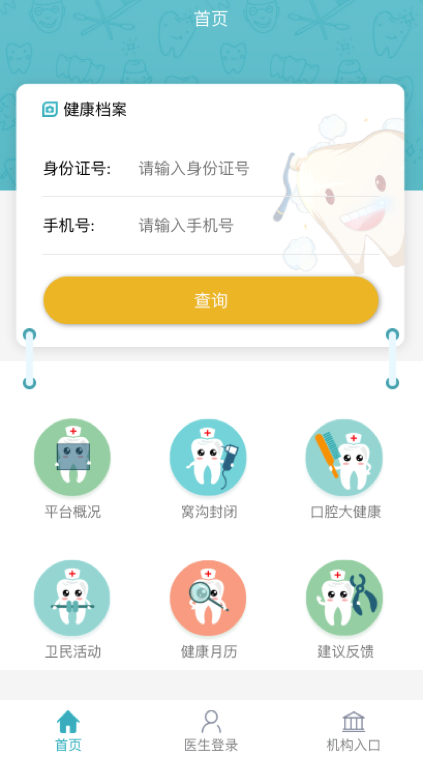 首页
健康档案
身份证号: 请输入身份证号
手机号: 请输入手机号
查询
平台概况 窝沟封闭 口腔大健康
卫民活动 健康月历 建议反馈
首页 医生登录 机构入口